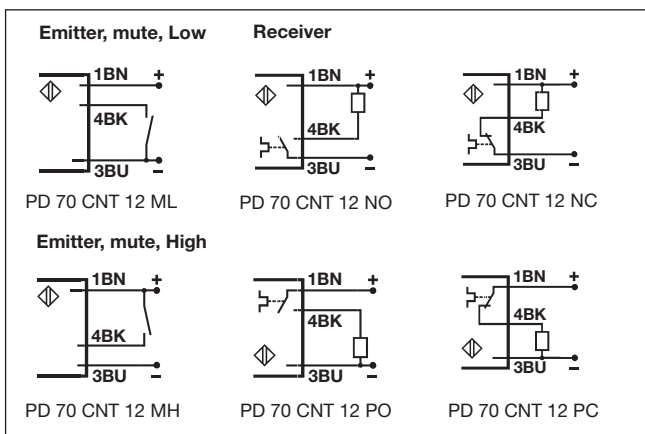 Emitter, mute, Low
Receiver
1BN +
4BK
3BU -
PD 70 CNT 12 ML
1BN +
4BK
3BU -
PD 70 CNT 12 NO
1BN +
4BK
3BU -
PD 70 CNT 12 NC
Emitter, mute, High
1BN +
4BK
3BU -
PD 70 CNT 12 MH
1BN +
4BK
3BU -
PD 70 CNT 12 PO
1BN +
4BK
3BU -
PD 70 CNT 12 PC